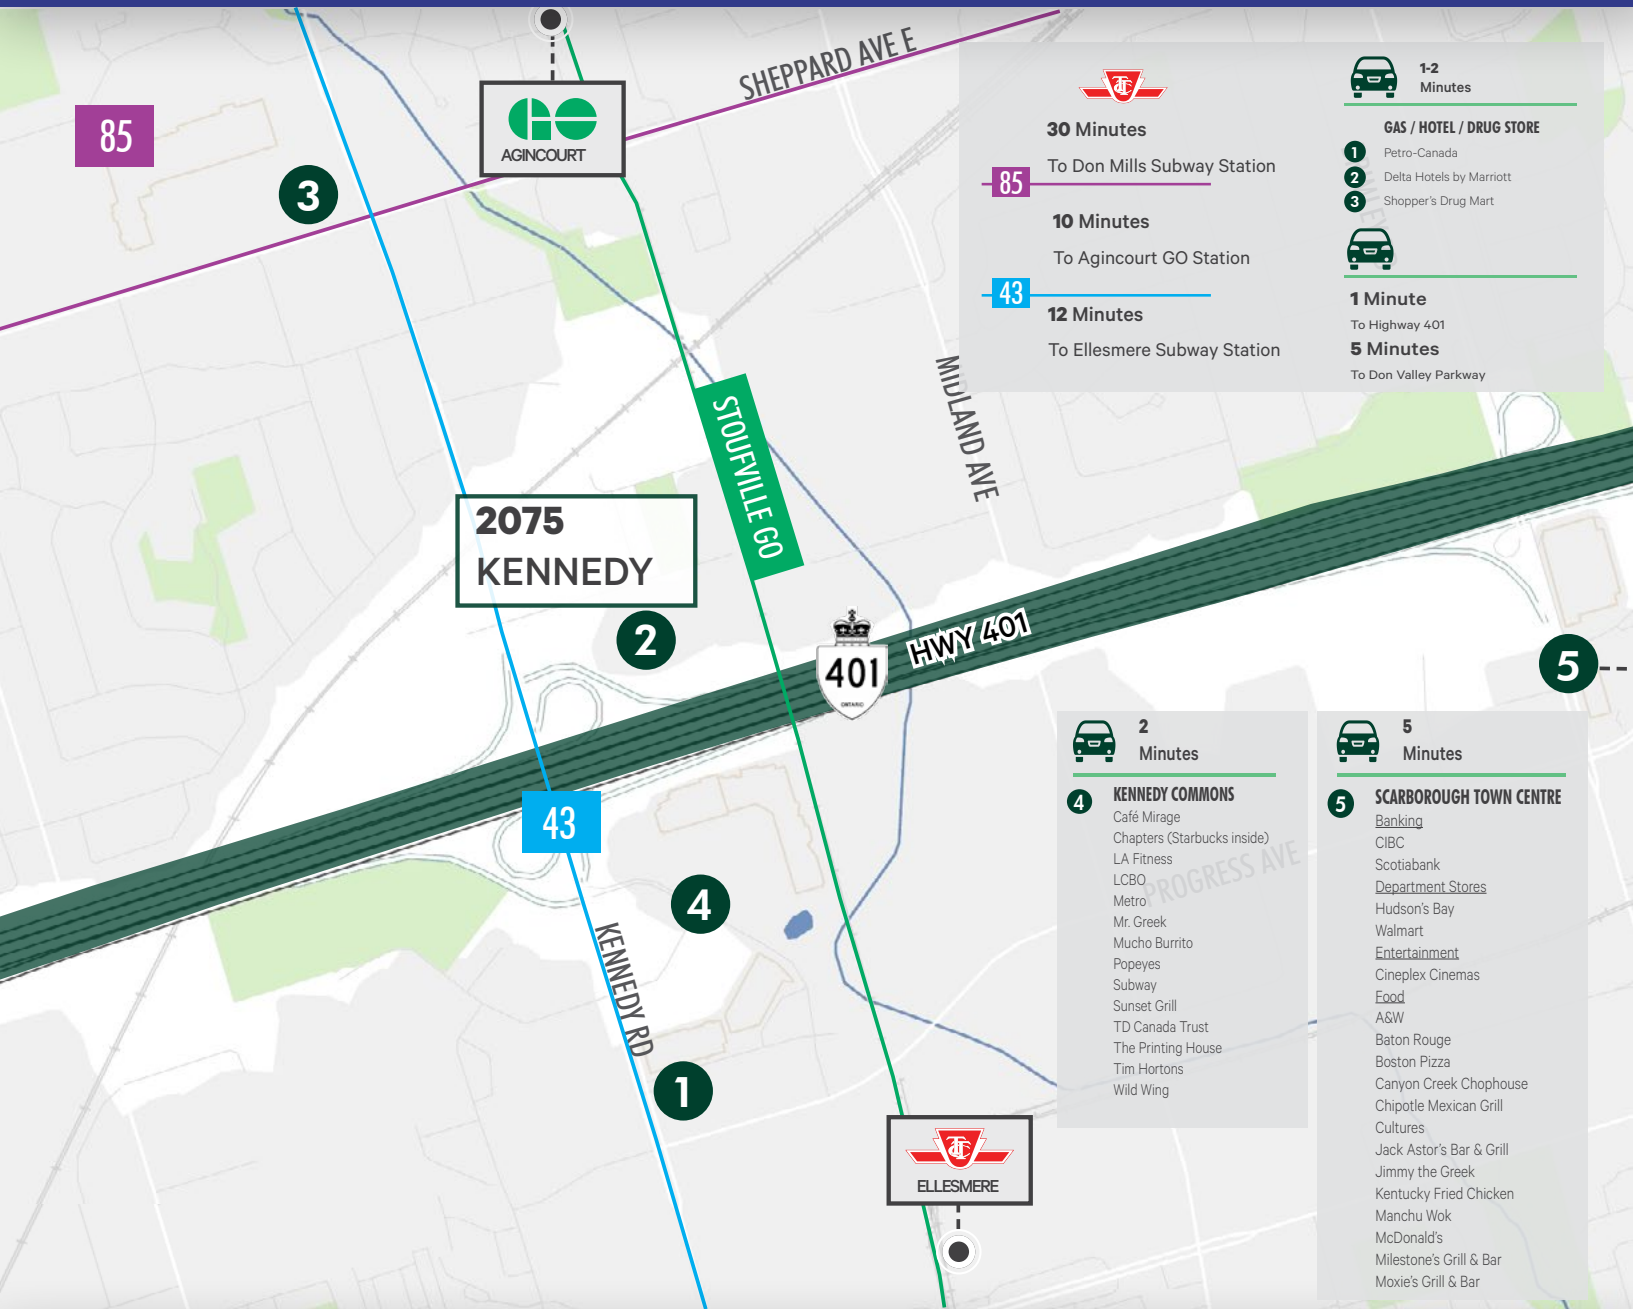 SHEPPARD AVE E
85
GO
AGINCOURT
3
30 Minutes
To Don Mills Subway Station
85
10 Minutes
To Agincourt GO Station
43
12 Minutes
To Ellesmere Subway Station
1-2
Minutes
GAS / HOTEL / DRUG STORE
1 Petro-Canada
2 Delta Hotels by Marriott
3 Shopper's Drug Mart
1 Minute
To Highway 401
5 Minutes
To Don Valley Parkway
MIDLAND AVE
STOUFVILLE GO
2075
KENNEDY
2
401
ONTARIO
HWY 401
5
43
4
KENNEDY RD
1
TTC
ELLESMERE
2
Minutes
4 KENNEDY COMMONS
Café Mirage
Chapters (Starbucks inside)
LA Fitness
LCBO
Metro
Mr. Greek
Mucho Burrito
Popeyes
Subway
Sunset Grill
TD Canada Trust
The Printing House
Tim Hortons
Wild Wing
PROGRESS AVE
5
Minutes
5 SCARBOROUGH TOWN CENTRE
Banking
CIBC
Scotiabank
Department Stores
Hudson's Bay
Walmart
Entertainment
Cineplex Cinemas
Food
A&W
Baton Rouge
Boston Pizza
Canyon Creek Chophouse
Chipotle Mexican Grill
Cultures
Jack Astor's Bar & Grill
Jimmy the Greek
Kentucky Fried Chicken
Manchu Wok
McDonald's
Milestone's Grill & Bar
Moxie's Grill & Bar